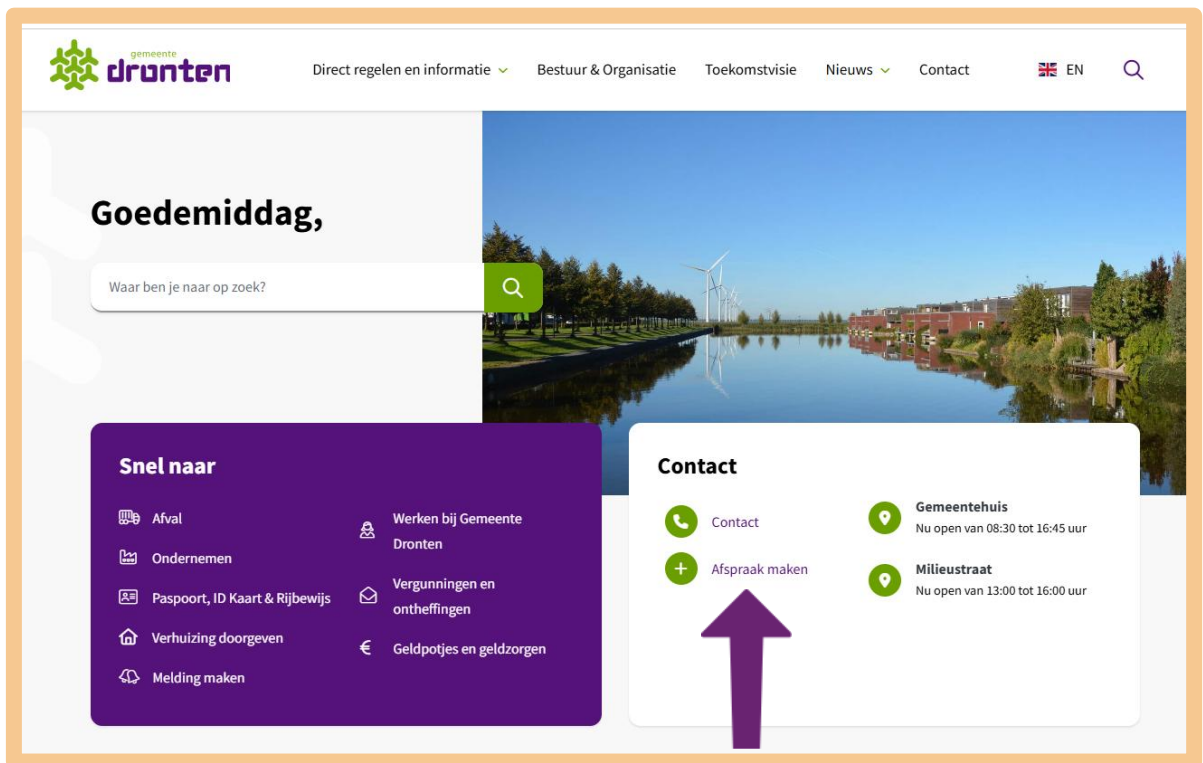 gemeente
dronten
Direct regelen en informatie
Bestuur & Organisatie
Toekomstvisie
Nieuws
Contact
EN
Goedemiddag,
Waar ben je naar op zoek?
Snel naar
Afval
Ondernemen
Paspoort, ID Kaart & Rijbewijs
Verhuizing doorgeven
Melding maken
Werken bij Gemeente
Dronten
Vergunningen en
ontheffingen
€ Geldpotjes en geldzorgen
Contact
Contact
Afspraak maken
Gemeentehuis
Nu open van 08:30 tot 16:45 uur
Milieustraat
Nu open van 13:00 tot 16:00 uur